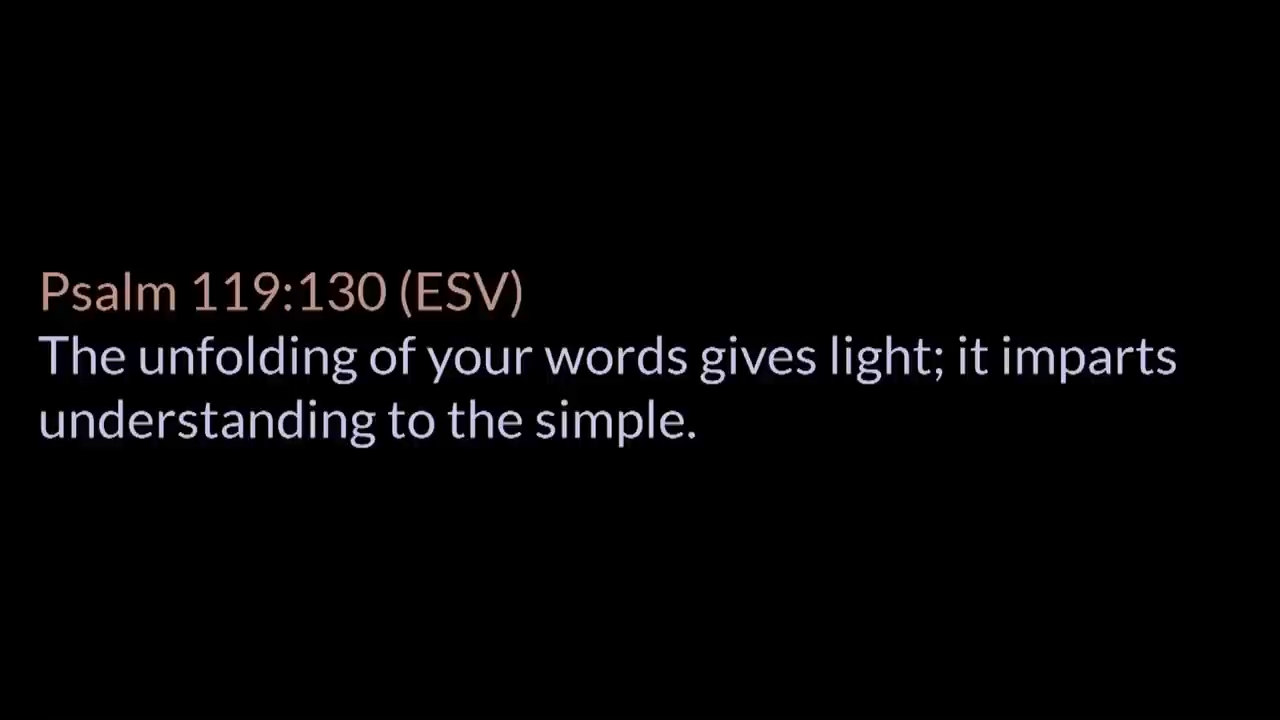 Psalm 119:130 (ESV)
The unfolding of your words gives light; it imparts
understanding to the simple.